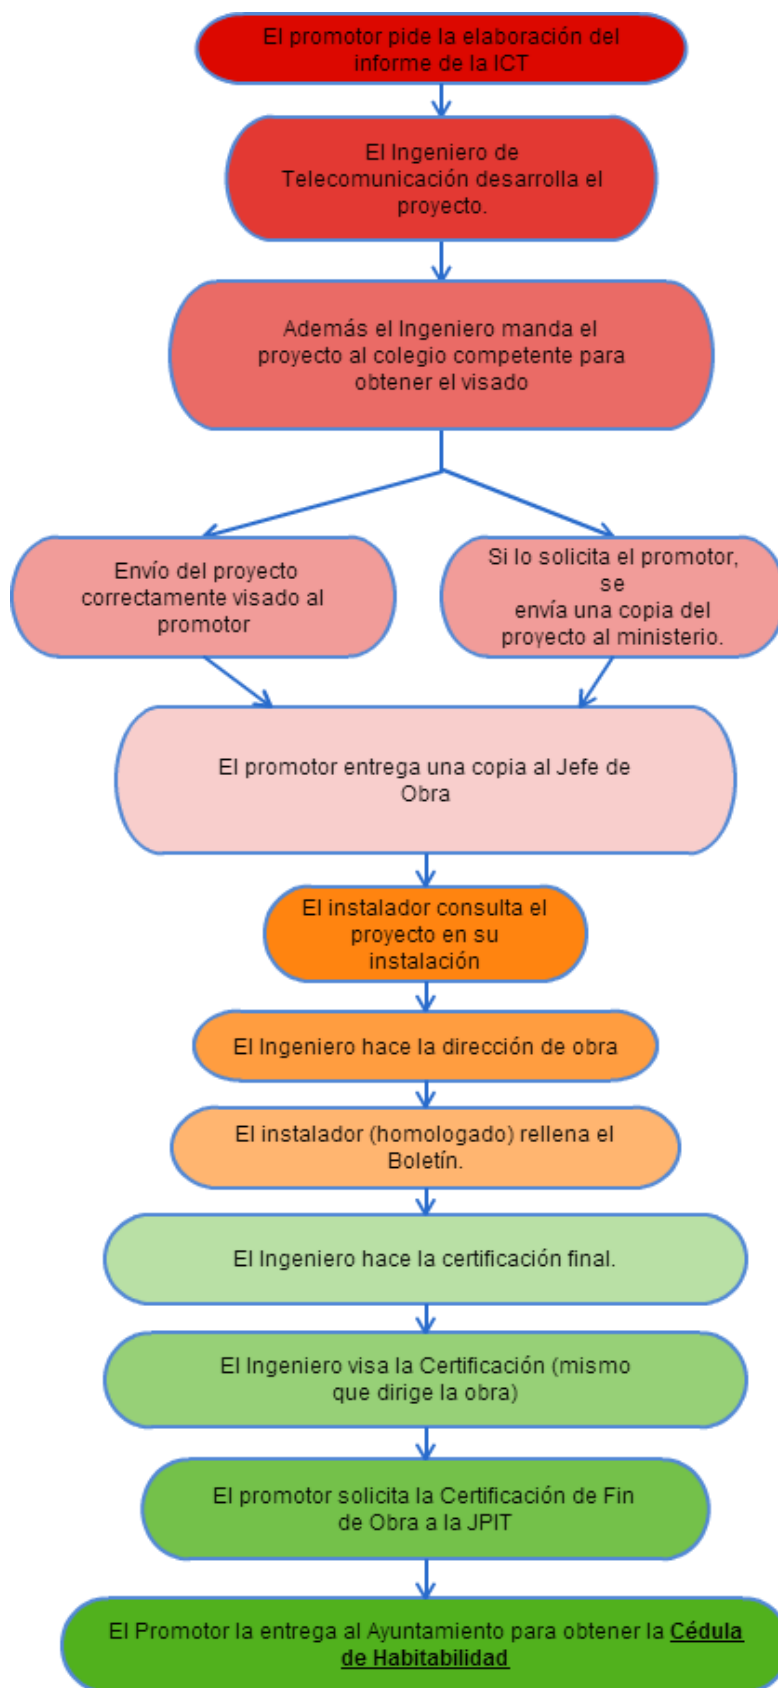 El promotor pide la elaboración del
informe de la ICT
El Ingeniero de
Telecomunicación desarrolla el
proyecto.
Además el Ingeniero manda el
proyecto al colegio competente para
obtener el visado
Envío del proyecto
correctamente visado al
promotor
Si lo solicita el promotor,
se
envía una copia del
proyecto al ministerio.
El promotor entrega una copia al Jefe de
Obra
El instalador consulta el
proyecto en su
instalación
El Ingeniero hace la dirección de obra
El instalador (homologado) rellena el
Boletín.
El Ingeniero hace la certificación final.
El Ingeniero visa la Certificación (mismo
que dirige la obra)
El promotor solicita la Certificación de Fin
de Obra a la JPIT
El Promotor la entrega al Ayuntamiento para obtener la Cédula
de Habitabilidad